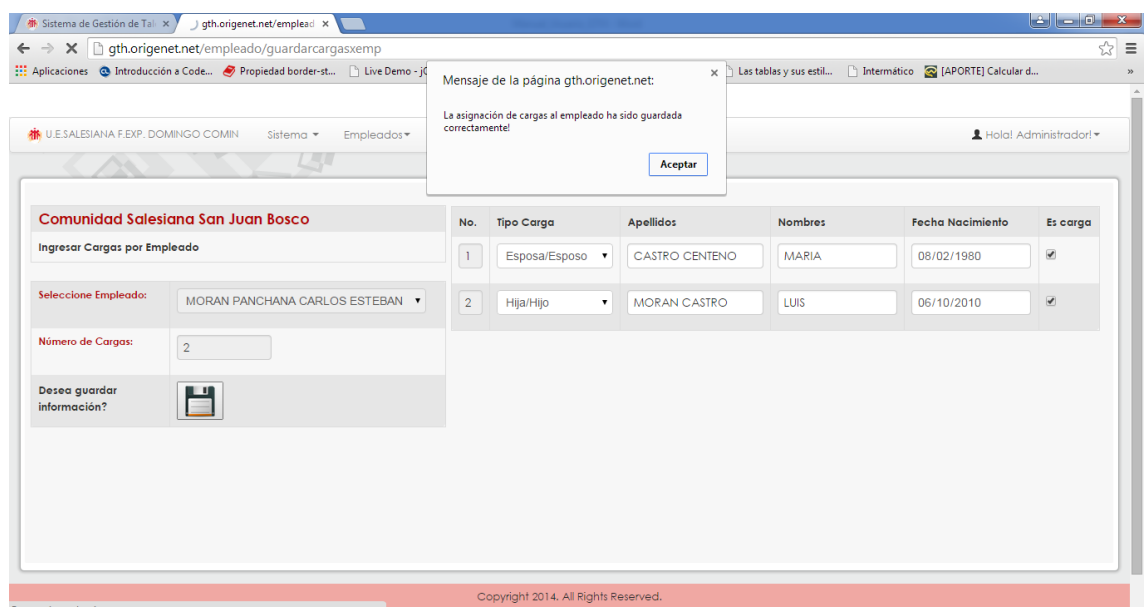 Sistema de Gestión de Tal
gth.origenet.net/emplead
gth.origenet.net/empleado/guardarcargasxemp
Aplicaciones Introducción a Code... Propiedad border-st... Live Demo - jQ Las tablas y sus estil... Intermático [APORTE] Calcular d... »
Mensaje de la página gth.origenet.net:
La asignación de cargas al empleado ha sido guardada
correctamente!
Aceptar
U.E.SALESIANA F.EXP. DOMINGO COMIN Sistema Empleados Hola! Administrador!
Comunidad Salesiana San Juan Bosco
Ingresar Cargas por Empleado
Seleccione Empleado: MORAN PANCHANA CARLOS ESTEBAN
Número de Cargas: 2
Desea guardar
información?
No. Tipo Carga Apellidos Nombres Fecha Nacimiento Es carga
1 Esposa/Esposo CASTRO CENTENO MARIA 08/02/1980
2 Hija/Hijo MORAN CASTRO LUIS 06/10/2010
Copyright 2014. All Rights Reserved.